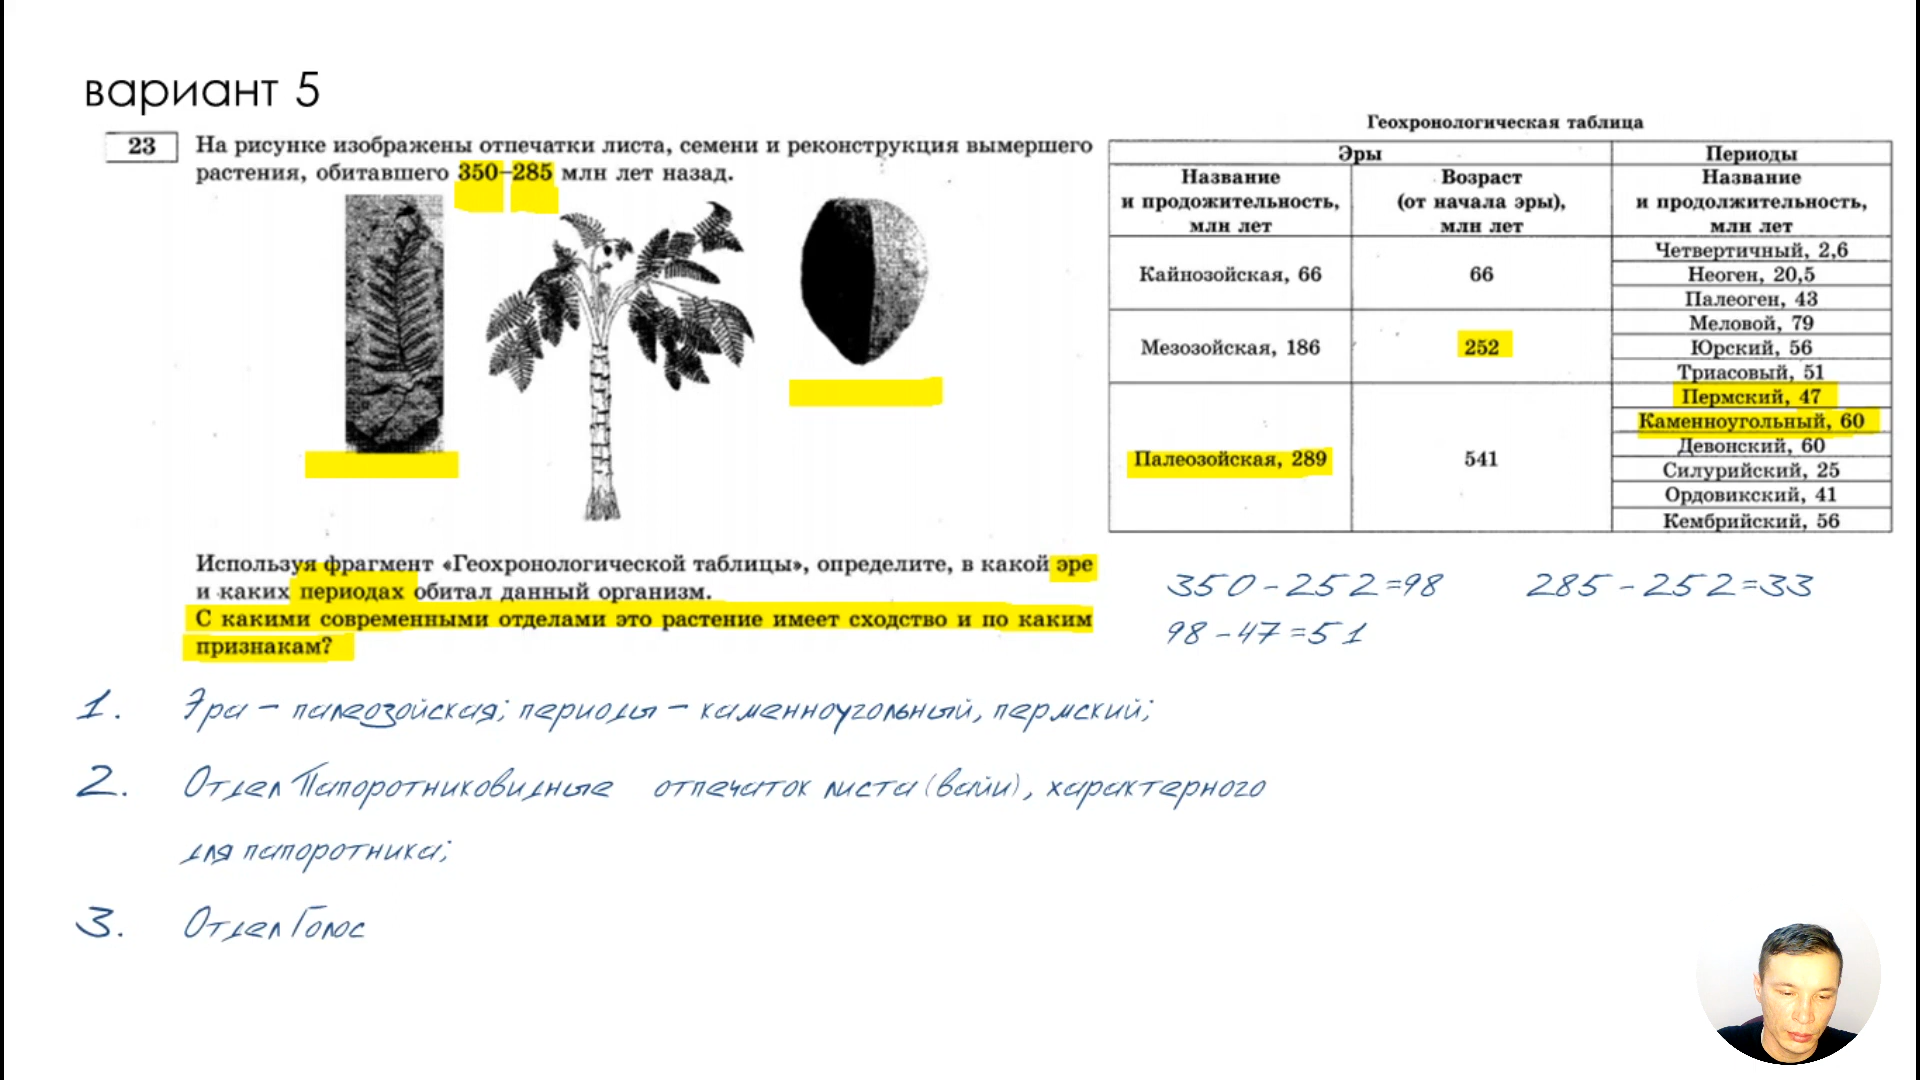 вариант 5
23
На рисунке изображены отпечатки листа, семени и реконструкция вымершего
растения, обитавшего 350–285 млн лет назад.
Используя фрагмент «Геохронологической таблицы», определите, в какой эре
и каких периодах обитал данный организм.
С какими современными отделами это растение имеет сходство и по каким
признакам?
Геохронологическая таблица
Эры
Периоды
Название
и продожительность,
млн лет
Возраст
(от начала эры),
млн лет
Название
и продолжительность,
млн лет
Кайнозойская, 66
66
Четвертичный, 2,6
Неоген, 20,5
Палеоген, 43
Мезозойская, 186
252
Меловой, 79
Юрский, 56
Триасовый, 51
Палеозойская, 289
541
Пермский, 47
Каменноугольный, 60
Девонский, 60
Силурийский, 25
Ордовикский, 41
Кембрийский, 56
350-252=98
285-252=33
98-47=51
1. Эра – палеозойская; периоды – каменноугольный, пермский;
2. Отдел Папоротниковидные отпечаток листа (вайи), характерного
для папоротника;
3. Отдел Голос